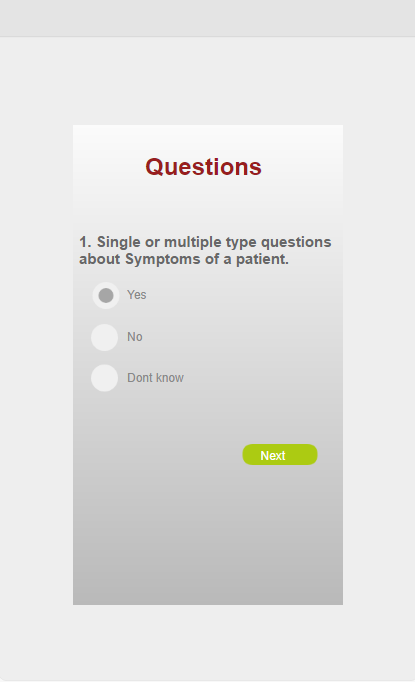 Questions
1. Single or multiple type questions
about Symptoms of a patient.
Yes
No
Dont know
Next